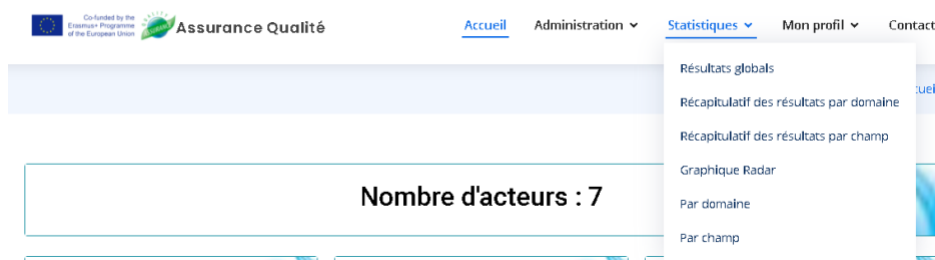 Co-funded by the
Erasmus+ Programme
of the European Union
Assurance Qualité
Accueil Administration Statistiques Mon profil Contact
Résultats globals
Récapitulatif des résultats par domaine
Récapitulatif des résultats par champ
Graphique Radar
Par domaine
Par champ
Nombre d'acteurs : 7